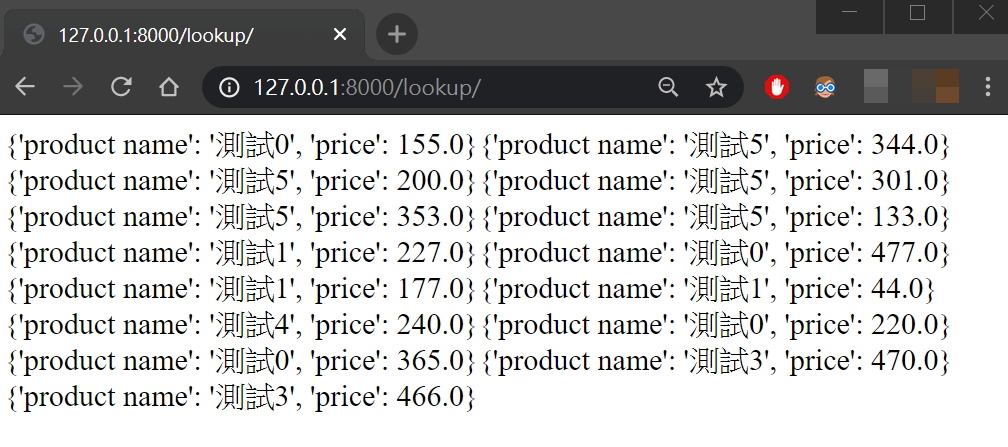 127.0.0.1:8000/lookup/
127.0.0.1:8000/lookup/
{'product name': '測試0', 'price': 155.0} {'product name': '測試5', 'price': 344.0}
{'product name': '測試5', 'price': 200.0} {'product name': '測試5', 'price': 301.0}
{'product name': '測試5', 'price': 353.0} {'product name': '測試5', 'price': 133.0}
{'product name': '測試1', 'price': 227.0} {'product name': '測試0', 'price': 477.0}
{'product name': '測試1', 'price': 177.0} {'product name': '測試1', 'price': 44.0}
{'product name': '測試4', 'price': 240.0} {'product name': '測試0', 'price': 220.0}
{'product name': '測試0', 'price': 365.0} {'product name': '測試3', 'price': 470.0}
{'product name': '測試3', 'price': 466.0}